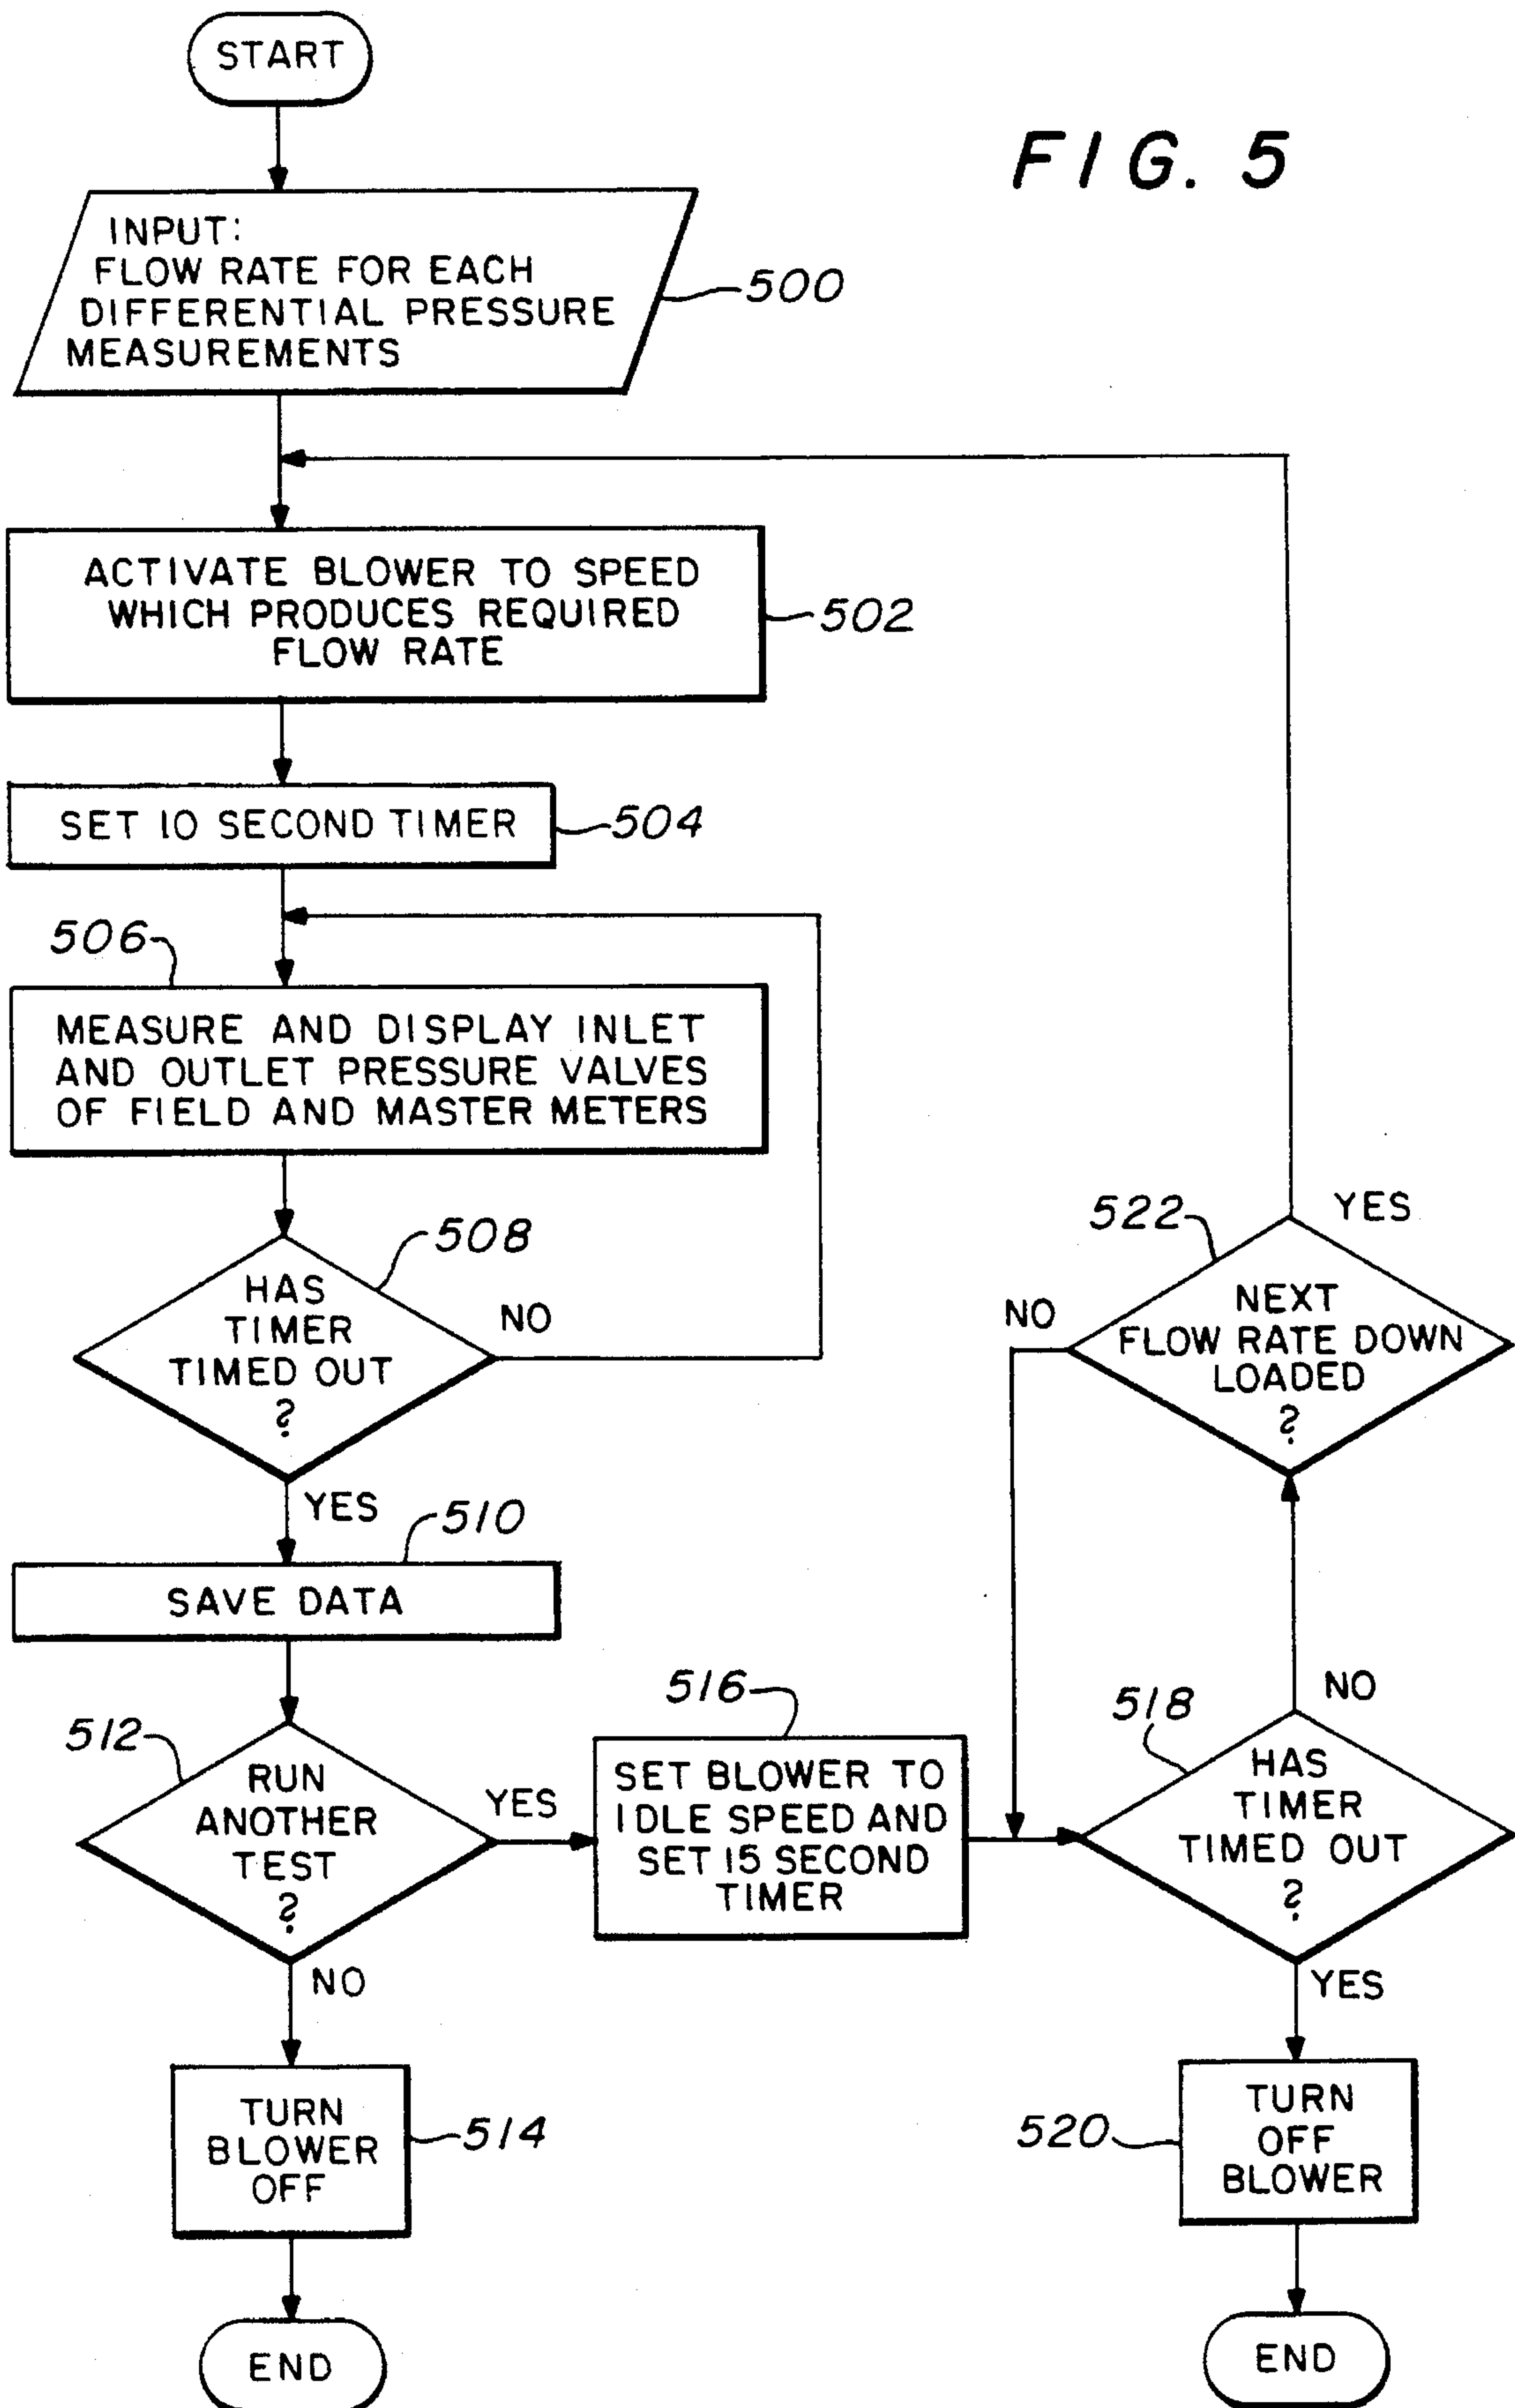 START
FIG. 5
INPUT:
FLOW RATE FOR EACH
DIFFERENTIAL PRESSURE
MEASUREMENTS
500
ACTIVATE BLOWER TO SPEED
WHICH PRODUCES REQUIRED
FLOW RATE
502
SET 10 SECOND TIMER
504
506
MEASURE AND DISPLAY INLET
AND OUTLET PRESSURE VALVES
OF FIELD AND MASTER METERS
508
HAS
TIMER
TIMED OUT
?
NO
YES
510
SAVE DATA
512
RUN
ANOTHER
TEST
?
YES
NO
514
TURN
BLOWER
OFF
END
516
SET BLOWER TO
IDLE SPEED AND
SET 15 SECOND
TIMER
518
HAS
TIMER
TIMED OUT
?
NO
YES
522
NEXT
FLOW RATE DOWN
LOADED
?
YES
NO
520
TURN
OFF
BLOWER
END